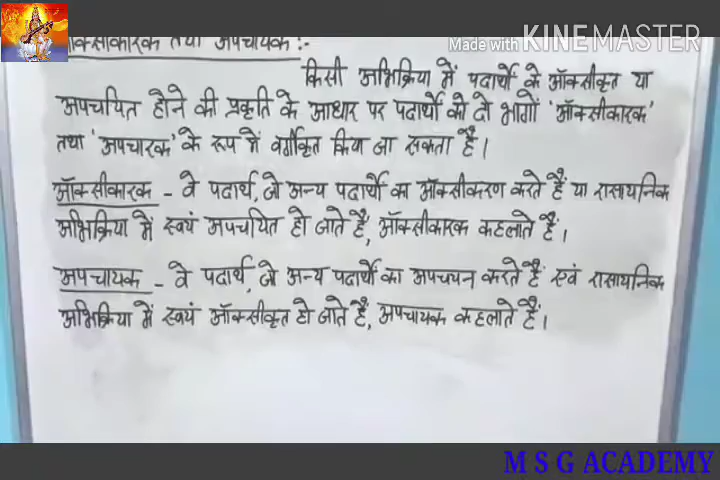 Made with KINEMASTER
ऑक्सीकारक तथा अपचायक :-
किसी अभिक्रिया में पदार्थों के ऑक्सीकृत या
अपचयित होने की प्रकृति के आधार पर पदार्थों को दो भागों 'ऑक्सीकारक'
तथा 'अपचारक' के रूप में वर्गीकृत किया जा सकता है।
ऑक्सीकारक - वे पदार्थ, जो अन्य पदार्थों का ऑक्सीकरण करते हैं या रासायनिक
अभिक्रिया में स्वयं अपचयित हो जाते हैं, ऑक्सीकारक कहलाते हैं।
अपचायक - वे पदार्थ, जो अन्य पदार्थों का अपचयन करते हैं एवं रासायनिक
अभिक्रिया में स्वयं ऑक्सीकृत हो जाते हैं, अपचायक कहलाते हैं।
M S G ACADEMY